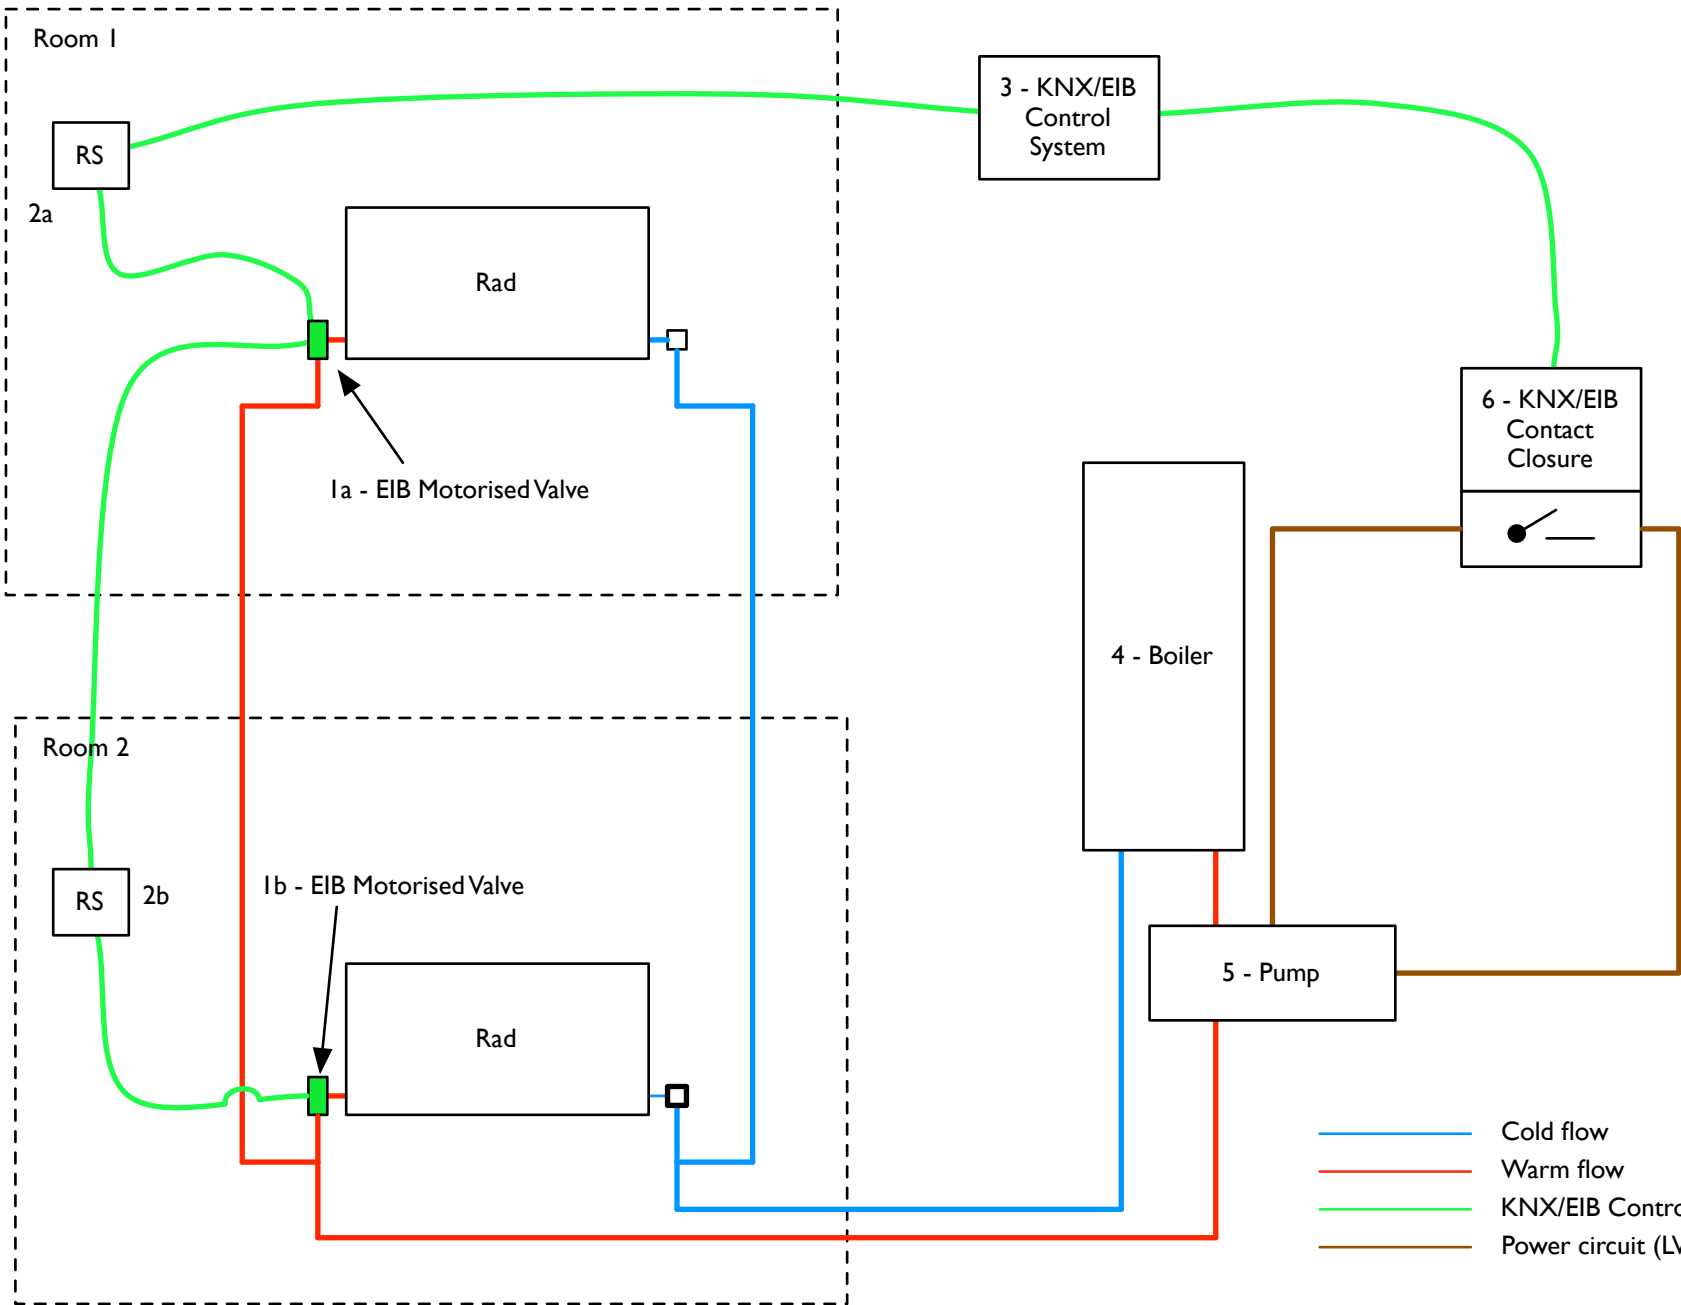 Room 1
3 - KNX/EIB
Control
System
RS
2a
Rad
6 - KNX/EIB
Contact
Closure
1a - EIB Motorised Valve
4 - Boiler
Room 2
1b - EIB Motorised Valve
RS
2b
5 - Pump
Rad
Cold flow
Warm flow
KNX/EIB Contro
Power circuit (LV